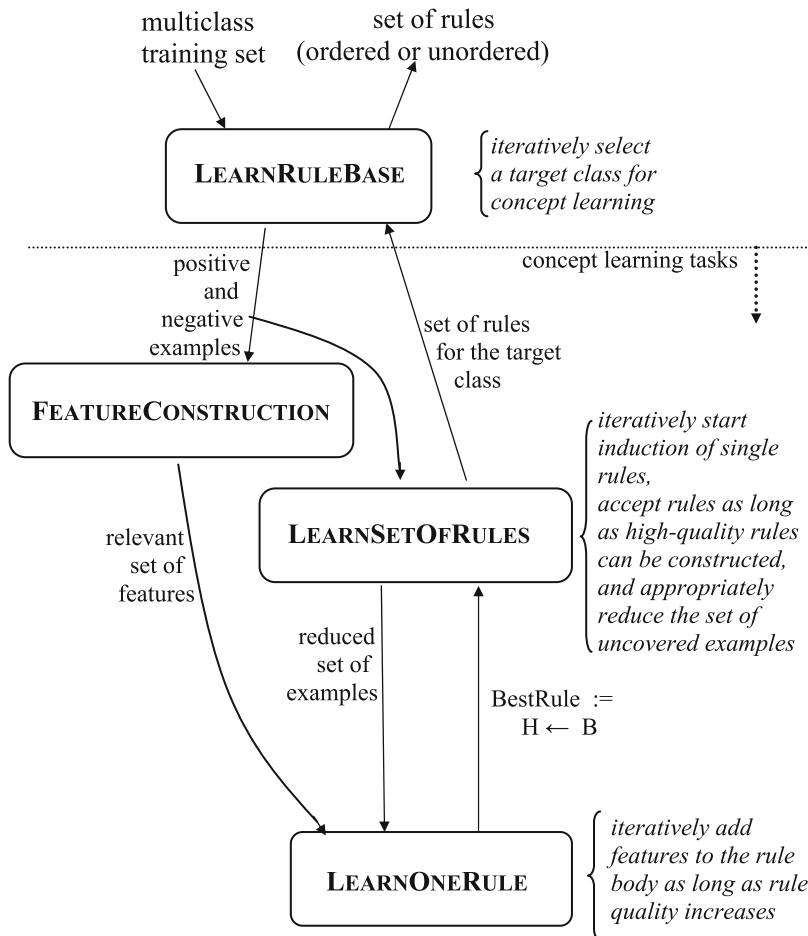 multiclass
training set
set of rules
(ordered or unordered)
LEARNRULEBASE
iteratively select
a target class for
concept learning
concept learning tasks
positive
and
negative
examples
set of rules
for the target
class
FEATURECONSTRUCTION
iteratively start
induction of single
rules,
accept rules as long
as high-quality rules
can be constructed,
and appropriately
reduce the set of
uncovered examples
LEARNSETOFRULES
relevant
set of
features
reduced
set of
examples
BestRule :=
H ← B
LEARNONERULE
iteratively add
features to the rule
body as long as rule
quality increases